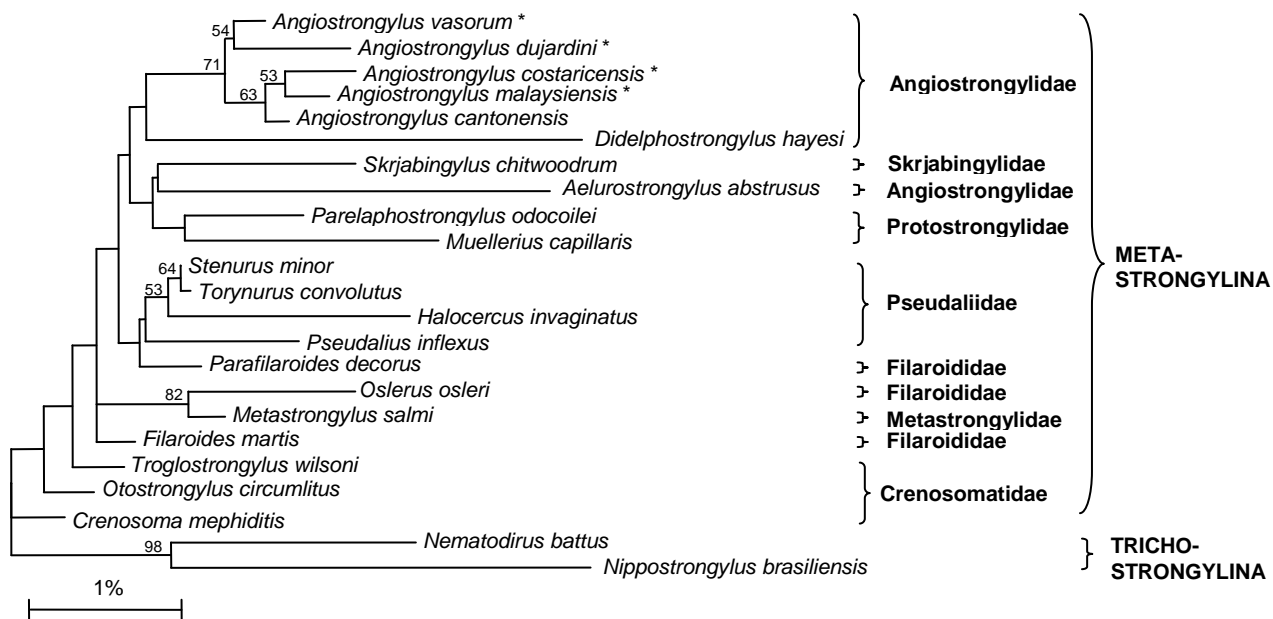 54
Angiostrongylus vasorum *
Angiostrongylus dujardini *
71
53
Angiostrongylus costaricensis *
63
Angiostrongylus malaysiensis *
Angiostrongylus cantonensis
Didelphostrongylus hayesi
Angiostrongylidae
Skrjabingylus chitwoodrum
Skrjabingylidae
Aelurostrongylus abstrusus
Angiostrongylidae
Parelaphostrongylus odocoilei
Muellerius capillaris
Protostrongylidae
64
Stenurus minor
53
Torynurus convolutus
Halocercus invaginatus
Pseudalius inflexus
Pseudaliidae
Parafilaroides decorus
Filaroididae
82
Oslerus osleri
Filaroididae
Metastrongylus salmi
Metastrongylidae
Filaroides martis
Filaroididae
Troglostrongylus wilsoni
Otostrongylus circumlitus
Crenosoma mephiditis
Crenosomatidae
META-
STRONGYLINA
98
Nematodirus battus
Nippostrongylus brasiliensis
TRICHO-
STRONGYLINA
1%